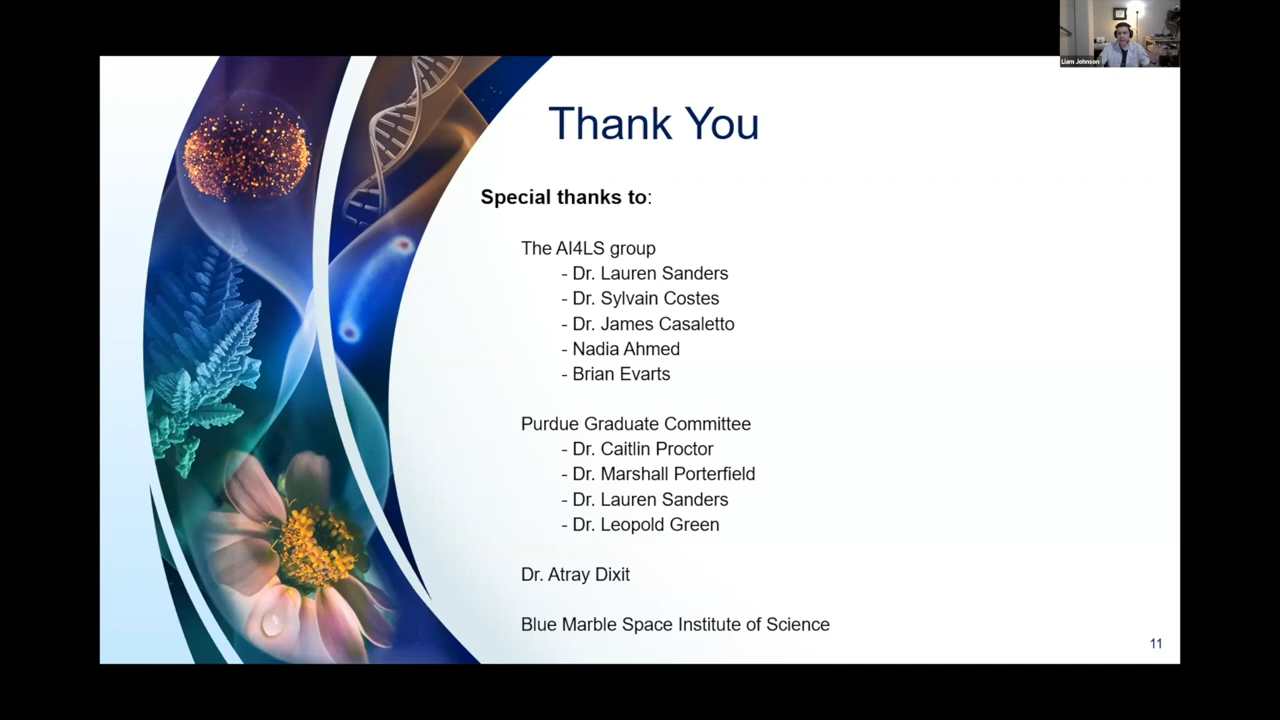 Liam Johnson
Thank You
Special thanks to:
The AI4LS group
- Dr. Lauren Sanders
- Dr. Sylvain Costes
- Dr. James Casaletto
- Nadia Ahmed
- Brian Evarts
Purdue Graduate Committee
- Dr. Caitlin Proctor
- Dr. Marshall Porterfield
- Dr. Lauren Sanders
- Dr. Leopold Green
Dr. Atray Dixit
Blue Marble Space Institute of Science
11